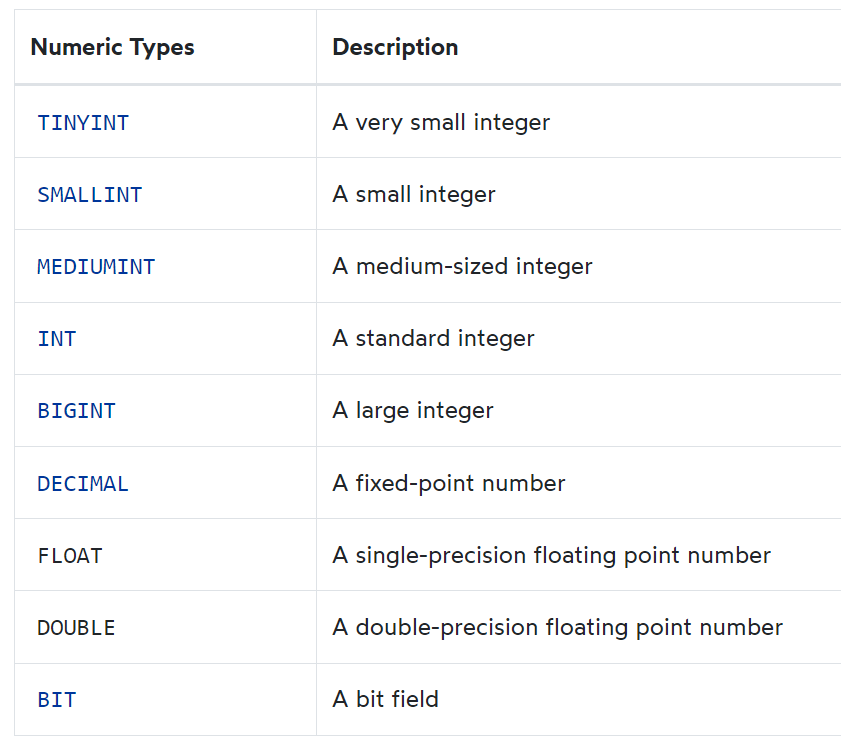 Numeric Types Description
TINYINT A very small integer
SMALLINT A small integer
MEDIUMINT A medium-sized integer
INT A standard integer
BIGINT A large integer
DECIMAL A fixed-point number
FLOAT A single-precision floating point number
DOUBLE A double-precision floating point number
BIT A bit field